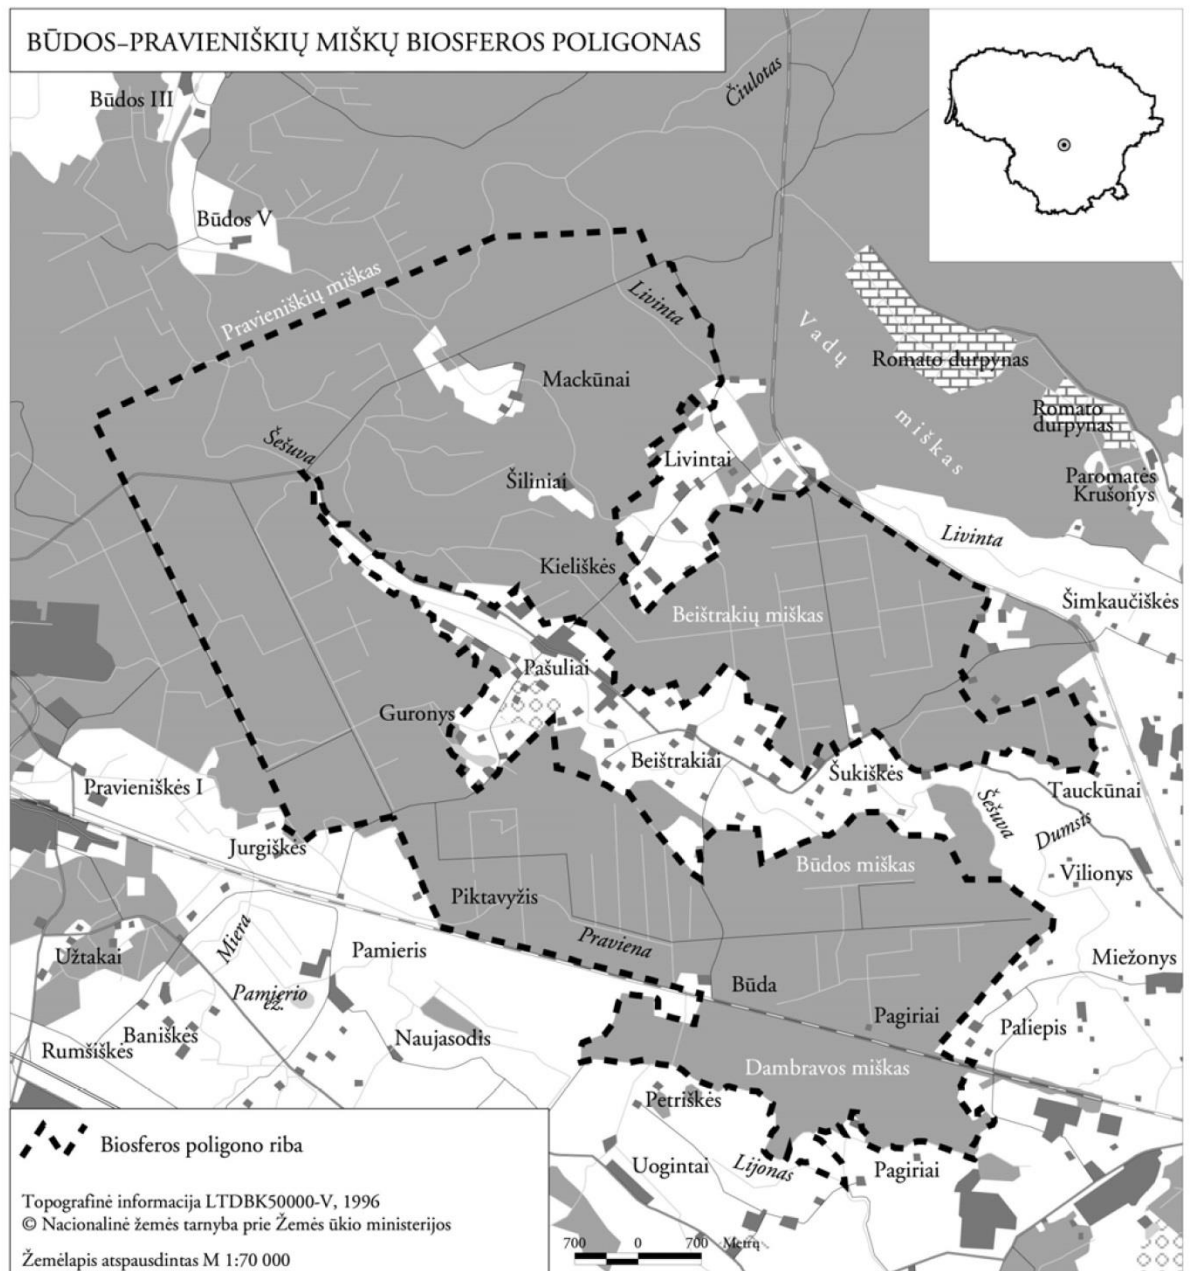 BŪDOS–PRAVIENIŠKIŲ MIŠKŲ BIOSFEROS POLIGONAS
Čiulotas
Būdos III
Būdos V
Pravieniškių miškas
Livinta
Vadų
miškas
Romato durpynas
Mackūnai
Romato
durpynas
Šešuva
Livintai
Šiliniai
Paromatės
Krušonys
Livinta
Kieliškės
Šimkaučiškės
Beištrakių miškas
Pašuliai
Guronys
Beištrakiai
Šukiškės
Pravieniškės I
Tauckūnai
Šešuva
Dumsis
Jurgiškės
Būdos miškas
Vilionys
Piktavyžis
Miera
Praviena
Pamieris
Užtakai
Miežonys
Būda
Pamierio
ež.
Pagiriai
Paliepis
Baniškės
Naujasodis
Rumšiškės
Dambravos miškas
Petriškės
Uogintai
Lijonas
Pagiriai
Biosferos poligono riba
Topografinė informacija LTDBK50000-V, 1996
© Nacionalinė žemės tarnyba prie Žemės ūkio ministerijos
Žemėlapis atspausdintas M 1:70 000
700 0 700 Metrų